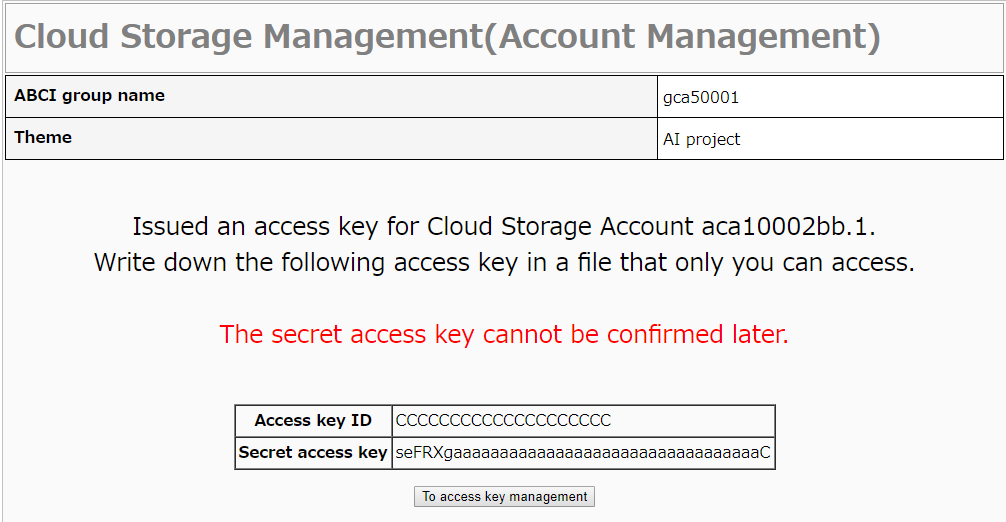 Cloud Storage Management(Account Management)
ABCI group name gca50001
Theme AI project
Issued an access key for Cloud Storage Account aca10002bb.1.
Write down the following access key in a file that only you can access.
The secret access key cannot be confirmed later.
Access key ID CCCCCCCCCCCCCCCCCCCC
Secret access key seFRXgaaaaaaaaaaaaaaaaaaaaaaaaaaaaaaaaaC
To access key management